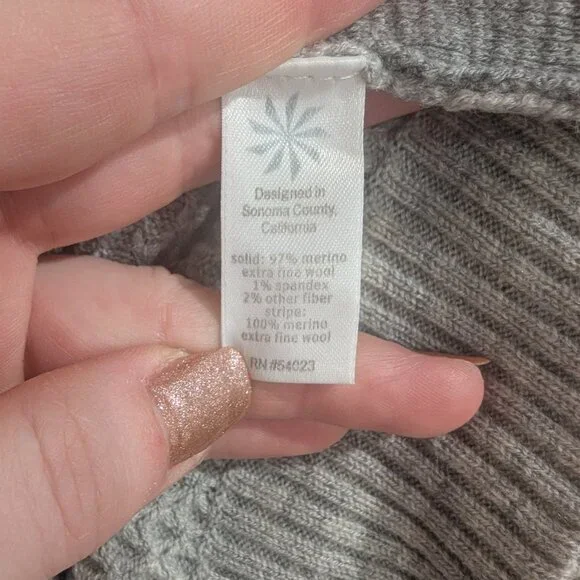 Designed in
Sonoma County,
California
solid: 97% merino
extra fine wool
1% spandex
2% other fiber
stripe:
100% merino
extra fine wool
RN #54023